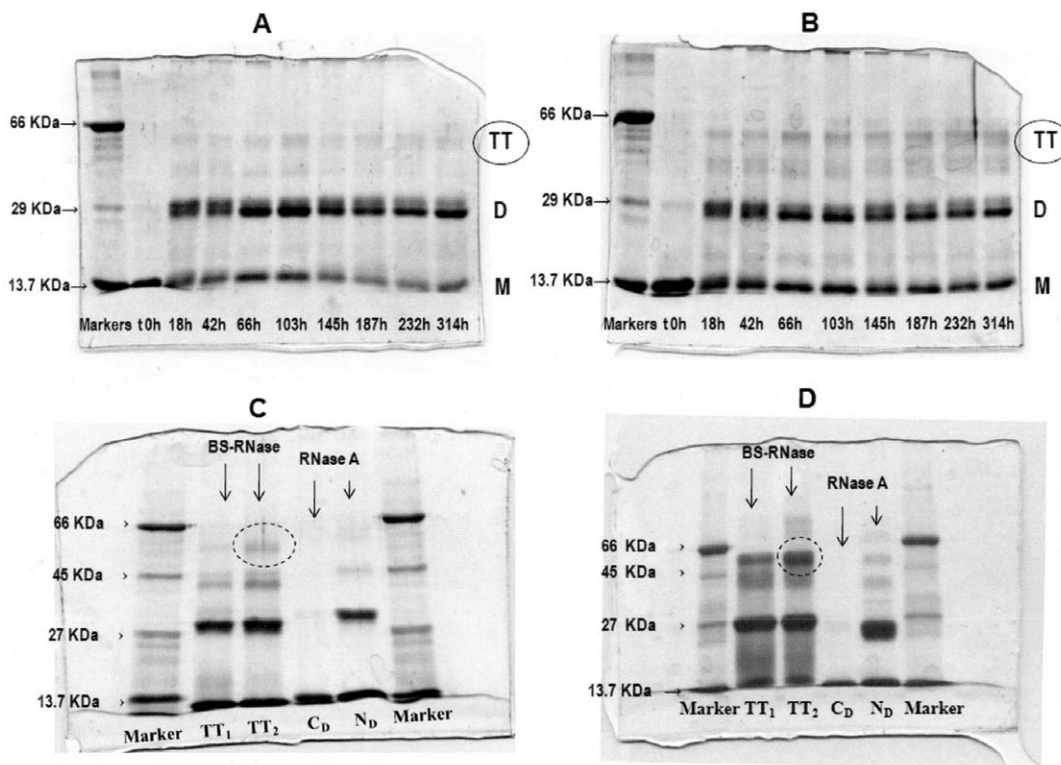 A
66 KDa→
TT
29 KDa→
D
13.7 KDa→
M
Markers t 0h 18h 42h 66h 103h 145h 187h 232h 314h
B
66 KDa→
TT
29 KDa→
D
13.7 KDa→
M
Markers t 0h 18h 42h 66h 103h 145h 187h 232h 314h
C
BS-RNase
RNase A
66 KDa
45 KDa
27 KDa
13.7 KDa
Marker TT1 TT2 CD ND Marker
D
BS-RNase
RNase A
66 KDa
45 KDa
27 KDa
13.7 KDa
Marker TT1 TT2 CD ND Marker